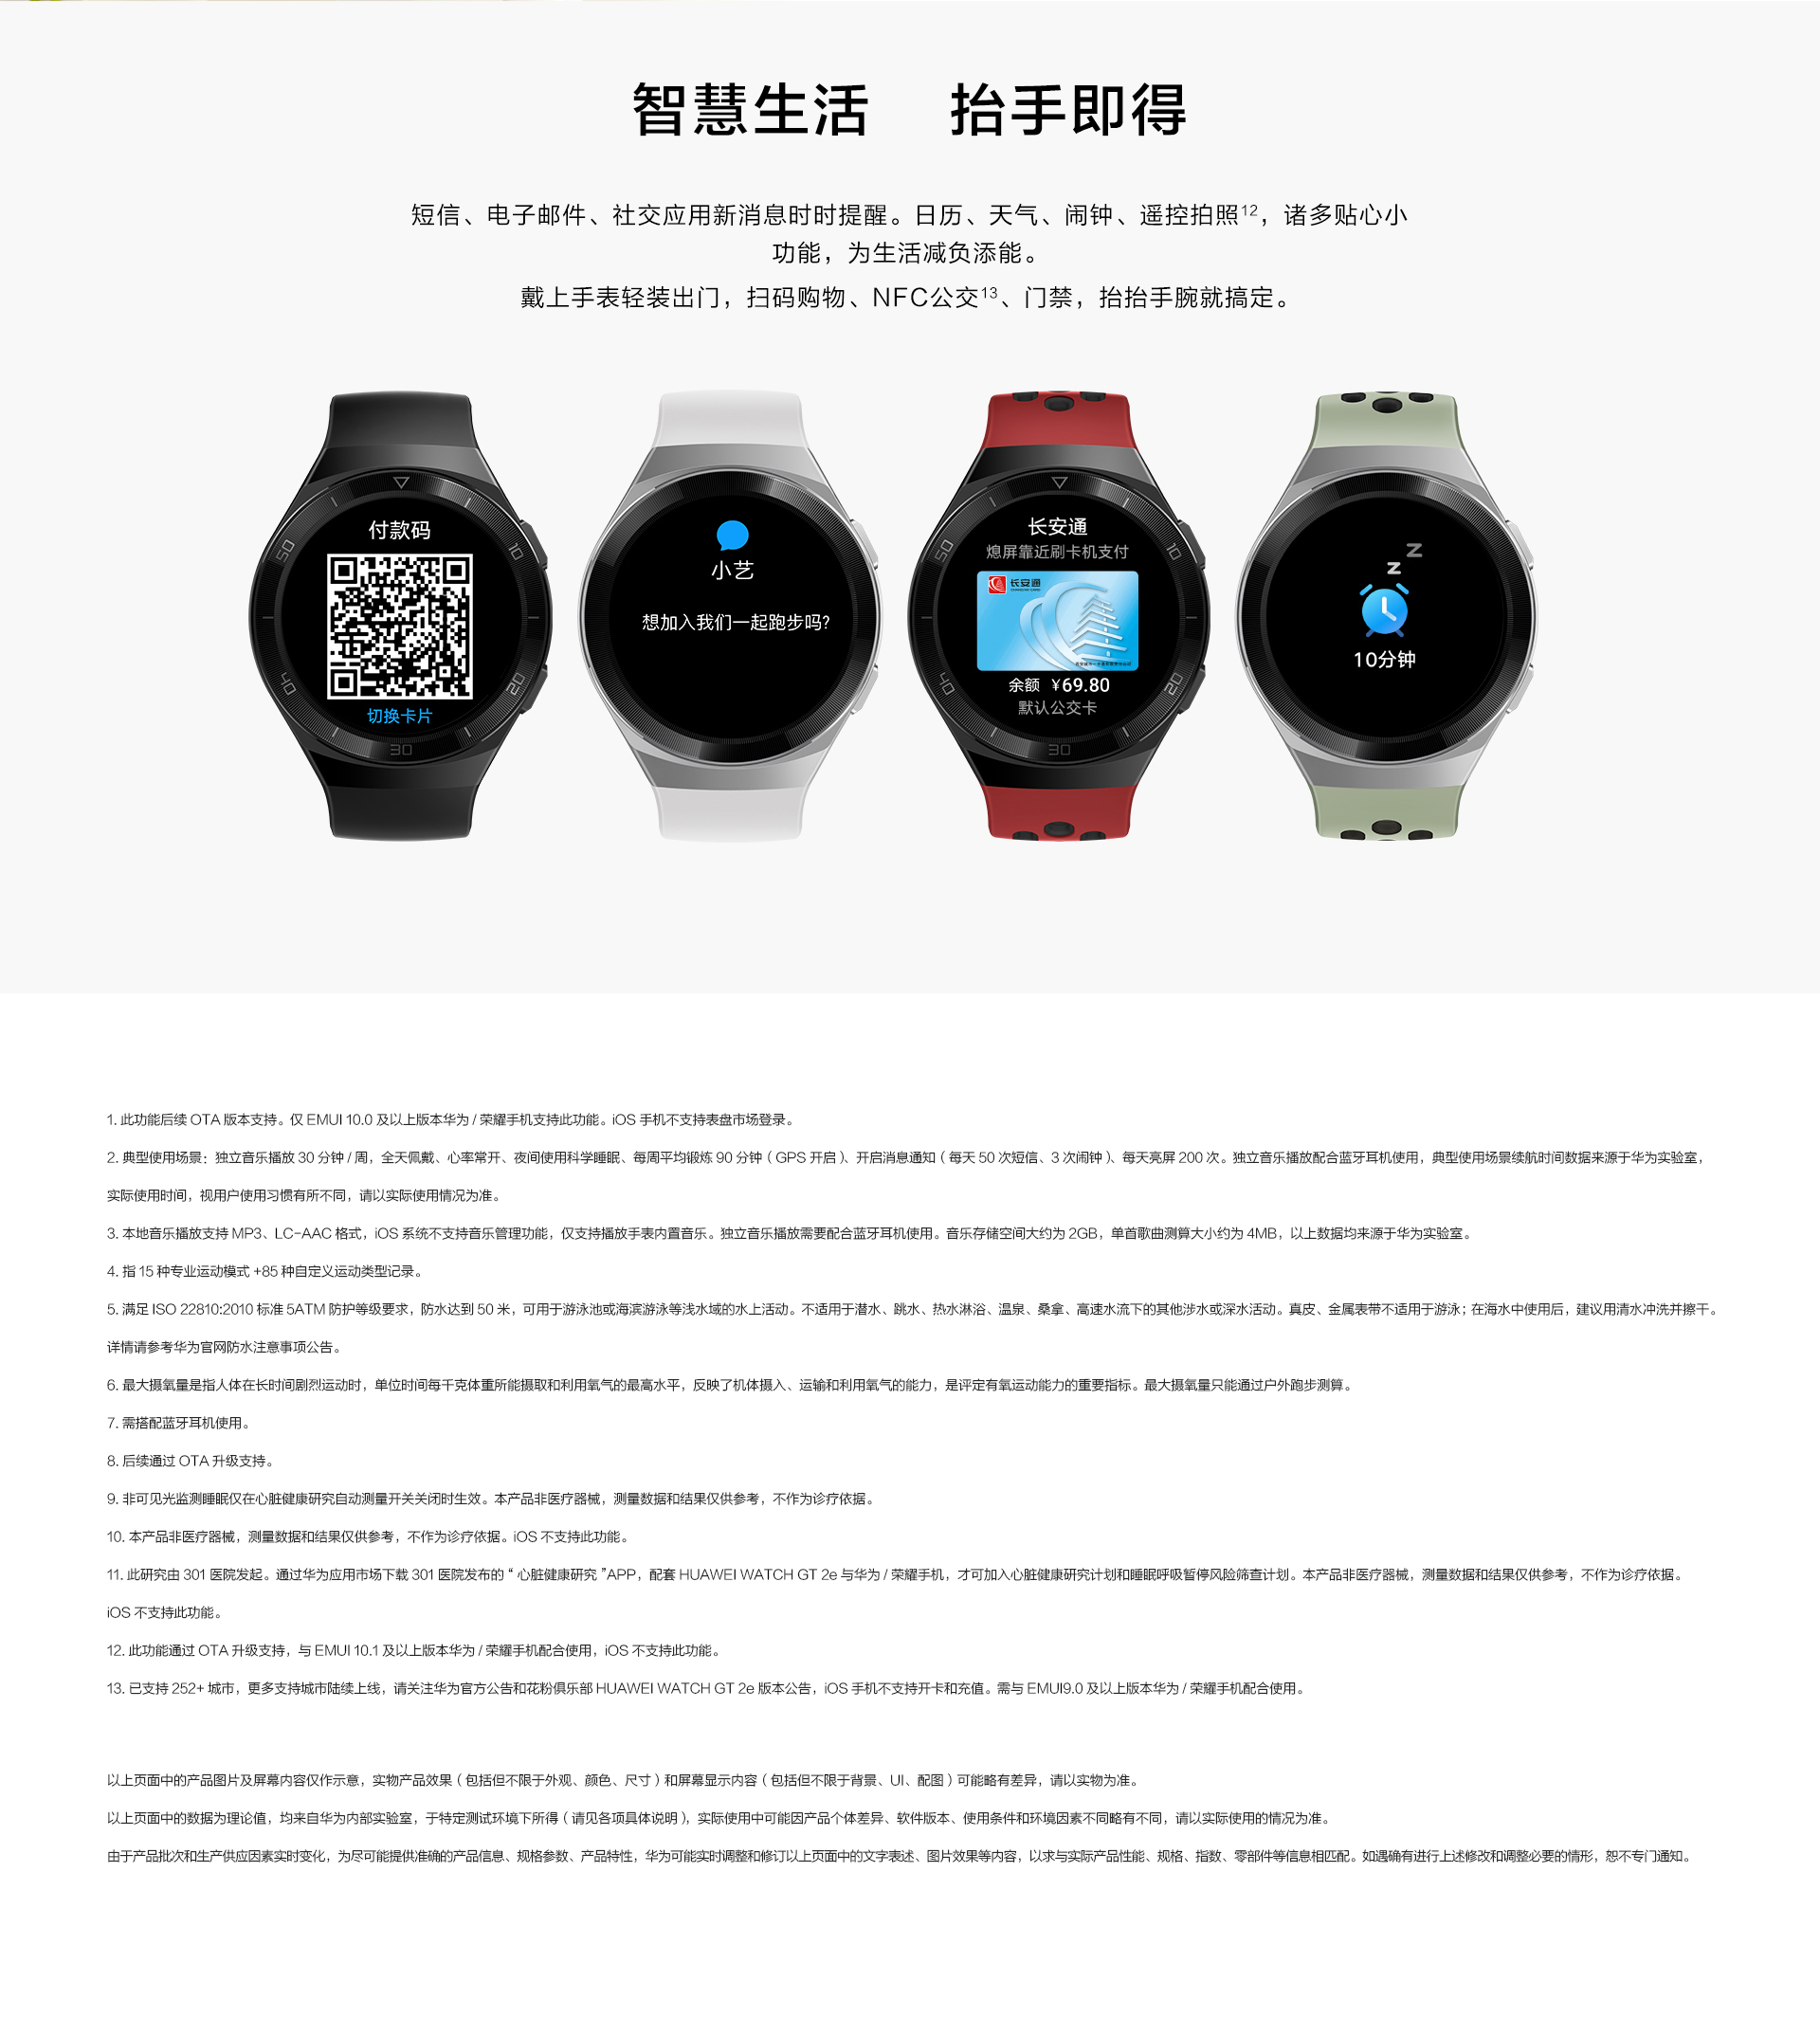 智慧生活 抬手即得
短信、电子邮件、社交应用新消息时时提醒。日历、天气、闹钟、遥控拍照12，诸多贴心小
功能，为生活减负添能。
戴上手表轻装出门，扫码购物、NFC公交13、门禁，抬抬手腕就搞定。
付款码
50
10
40
20
切换卡片
30
小艺
想加入我们一起跑步吗?
长安通
熄屏靠近刷卡机支付
50
10
长安通
40
20
余额 ¥69.80
默认公交卡
30
z
z
10分钟
1. 此功能后续 OTA 版本支持。仅 EMUI 10.0 及以上版本华为 / 荣耀手机支持此功能。iOS 手机不支持表盘市场登录。
2. 典型使用场景：独立音乐播放 30 分钟 / 周，全天佩戴、心率常开、夜间使用科学睡眠、每周平均锻炼 90 分钟（ GPS 开启 ）、开启消息通知（ 每天 50 次短信、3 次闹钟 ）、每天亮屏 200 次。独立音乐播放配合蓝牙耳机使用，典型使用场景续航时间数据来源于华为实验室，
实际使用时间，视用户使用习惯有所不同，请以实际使用情况为准。
3. 本地音乐播放支持 MP3、LC-AAC 格式，iOS 系统不支持音乐管理功能，仅支持播放手表内置音乐。独立音乐播放需要配合蓝牙耳机使用。音乐存储空间大约为 2GB，单首歌曲测算大小约为 4MB，以上数据均来源于华为实验室。
4. 指 15 种专业运动模式 +85 种自定义运动类型记录。
5. 满足 ISO 22810:2010 标准 5ATM 防护等级要求，防水达到 50 米，可用于游泳池或海滨游泳等浅水域的水上活动。不适用于潜水、跳水、热水淋浴、温泉、桑拿、高速水流下的其他涉水或深水活动。真皮、金属表带不适用于游泳；在海水中使用后，建议用清水冲洗并擦干。
详情请参考华为官网防水注意事项公告。
6. 最大摄氧量是指人体在长时间剧烈运动时，单位时间每千克体重所能摄取和利用氧气的最高水平，反映了机体摄入、运输和利用氧气的能力，是评定有氧运动能力的重要指标。最大摄氧量只能通过户外跑步测算。
7. 需搭配蓝牙耳机使用。
8. 后续通过 OTA 升级支持。
9. 非可见光监测睡眠仅在心脏健康研究自动测量开关关闭时生效。本产品非医疗器械，测量数据和结果仅供参考，不作为诊疗依据。
10. 本产品非医疗器械，测量数据和结果仅供参考，不作为诊疗依据。iOS 不支持此功能。
11. 此研究由 301 医院发起。通过华为应用市场下载 301 医院发布的 “ 心脏健康研究 ”APP，配套 HUAWEI WATCH GT 2e 与华为 / 荣耀手机，才可加入心脏健康研究计划和睡眠呼吸暂停风险筛查计划。本产品非医疗器械，测量数据和结果仅供参考，不作为诊疗依据。
iOS 不支持此功能。
12. 此功能通过 OTA 升级支持，与 EMUI 10.1 及以上版本华为 / 荣耀手机配合使用，iOS 不支持此功能。
13. 已支持 252+ 城市，更多支持城市陆续上线，请关注华为官方公告和花粉俱乐部 HUAWEI WATCH GT 2e 版本公告，iOS 手机不支持开卡和充值。需与 EMUI9.0 及以上版本华为 / 荣耀手机配合使用。
以上页面中的产品图片及屏幕内容仅作示意，实物产品效果（ 包括但不限于外观、颜色、尺寸 ）和屏幕显示内容（ 包括但不限于背景、UI、配图 ）可能略有差异，请以实物为准。
以上页面中的数据为理论值，均来自华为内部实验室，于特定测试环境下所得（ 请见各项具体说明 ），实际使用中可能因产品个体差异、软件版本、使用条件和环境因素不同略有不同，请以实际使用的情况为准。
由于产品批次和生产供应因素实时变化，为尽可能提供准确的产品信息、规格参数、产品特性，华为可能实时调整和修订以上页面中的文字表述、图片效果等内容，以求与实际产品性能、规格、指数、零部件等信息相匹配。如遇确有进行上述修改和调整必要的情形，恕不专门通知。